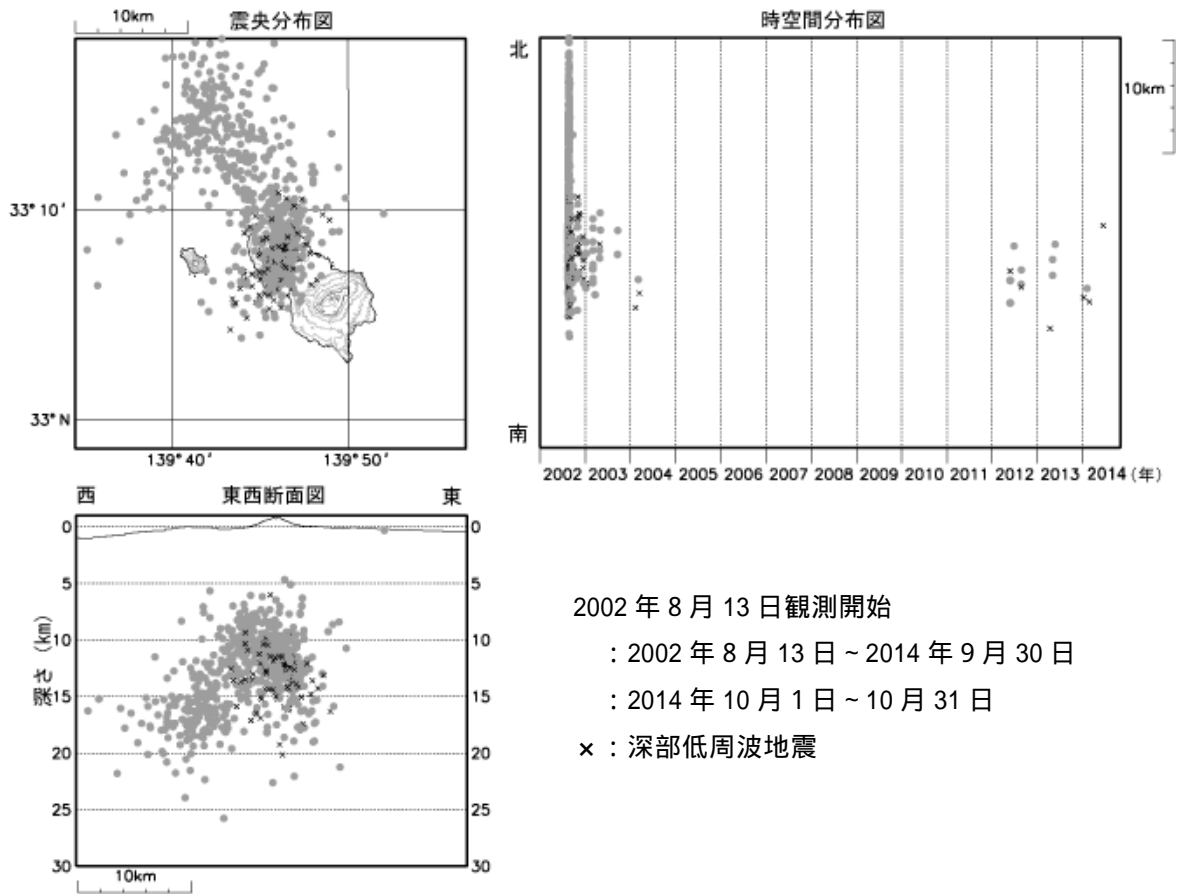 10km
震央分布図
33°10′
33°N
139°40′
139°50′
時空間分布図
北
南
10km
2002 2003 2004 2005 2006 2007 2008 2009 2010 2011 2012 2013 2014 (年)
西
東西断面図
東
深さ (km)
0
5
10
15
20
25
30
0
5
10
15
20
25
30
10km
2002 年 8 月 13 日観測開始
:2002 年 8 月 13 日~2014 年 9 月 30 日
:2014 年 10 月 1 日~10 月 31 日
×:深部低周波地震